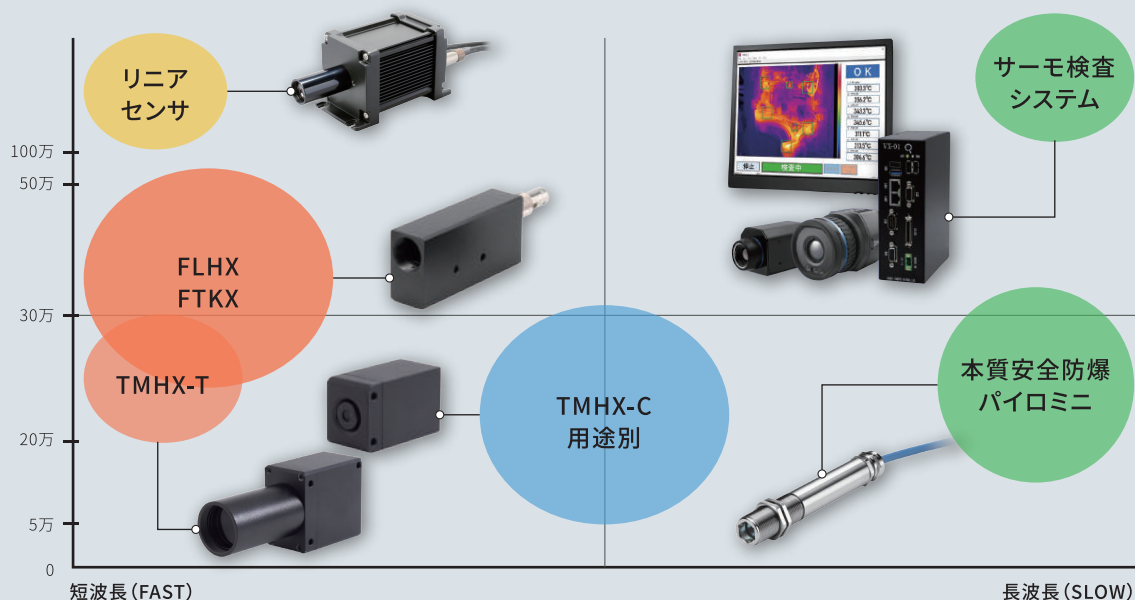 リニア
センサ
サーモ検査
システム
OK
停止
検査中
VX-01
100万
50万
FLHX
FTKX
30万
TMHX-T
TMHX-C
用途別
本質安全防爆
パイロミニ
20万
5万
0
短波長(FAST)
長波長(SLOW)